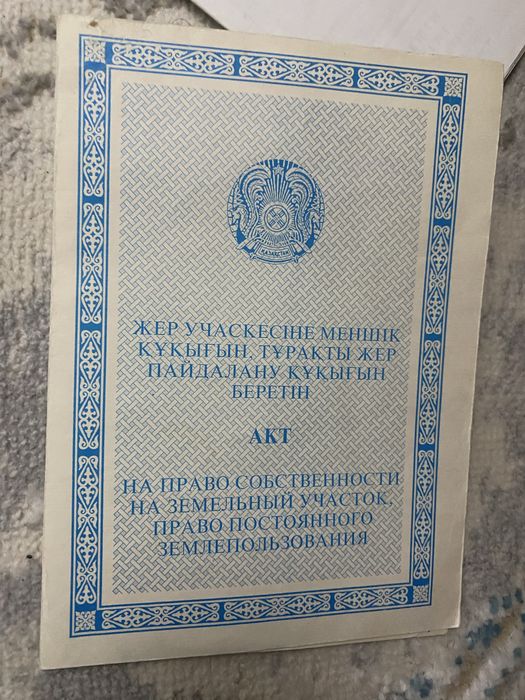 ҚАЗАҚСТАН
ЖЕР УЧАСКЕСІНЕ МЕНШІК
ҚҰҚЫҒЫН, ТҰРАҚТЫ ЖЕР
ПАЙДАЛАНУ ҚҰҚЫҒЫН
БЕРЕТІН
АКТ
НА ПРАВО СОБСТВЕННОСТИ
НА ЗЕМЕЛЬНЫЙ УЧАСТОК,
ПРАВО ПОСТОЯННОГО
ЗЕМЛЕПОЛЬЗОВАНИЯ